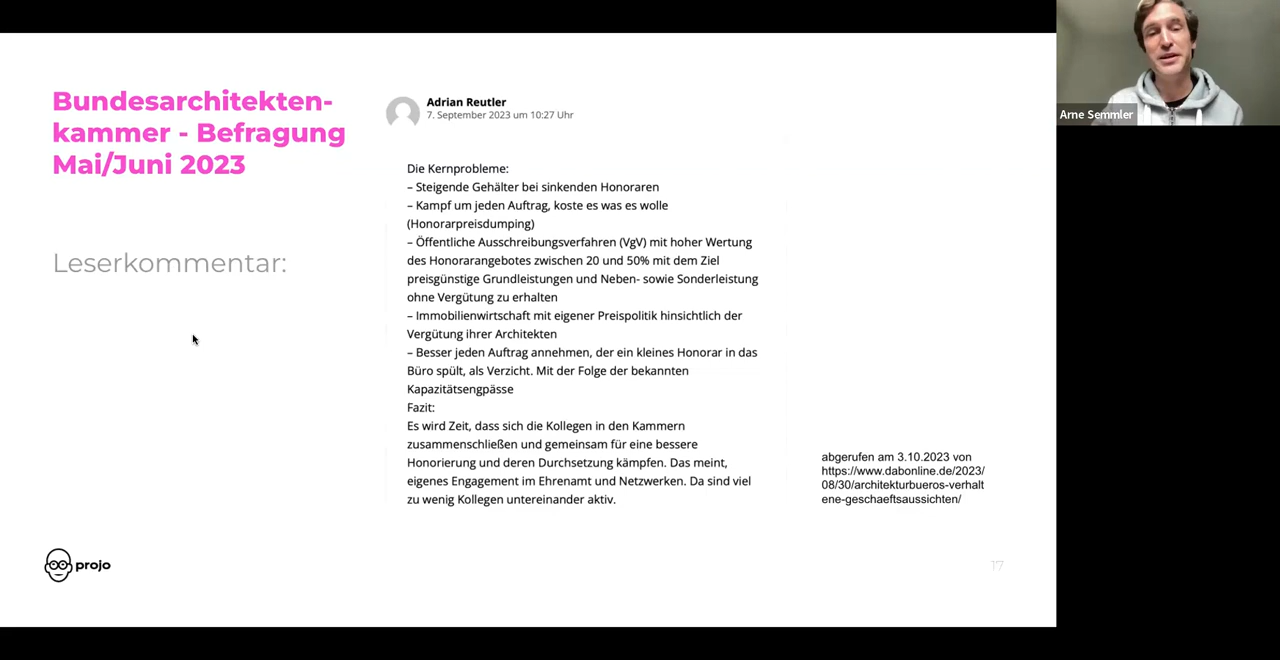 Bundesarchitekten-
kammer - Befragung
Mai/Juni 2023
Leserkommentar:
Adrian Reutler
7. September 2023 um 10:27 Uhr
Die Kernprobleme:
– Steigende Gehälter bei sinkenden Honoraren
– Kampf um jeden Auftrag, koste es was es wolle
(Honorarpreisdumping)
– Öffentliche Ausschreibungsverfahren (VgV) mit hoher Wertung
des Honorarangebotes zwischen 20 und 50% mit dem Ziel
preisgünstige Grundleistungen und Neben- sowie Sonderleistung
ohne Vergütung zu erhalten
– Immobilienwirtschaft mit eigener Preispolitik hinsichtlich der
Vergütung ihrer Architekten
– Besser jeden Auftrag annehmen, der ein kleines Honorar in das
Büro spült, als Verzicht. Mit der Folge der bekannten
Kapazitätsengpässe
Fazit:
Es wird Zeit, dass sich die Kollegen in den Kammern
zusammenschließen und gemeinsam für eine bessere
Honorierung und deren Durchsetzung kämpfen. Das meint,
eigenes Engagement im Ehrenamt und Netzwerken. Da sind viel
zu wenig Kollegen untereinander aktiv.
abgerufen am 3.10.2023 von
https://www.dabonline.de/2023/
08/30/architekturbueros-verhalt
ene-geschaeftsaussichten/
projo
17
Arne Semmler